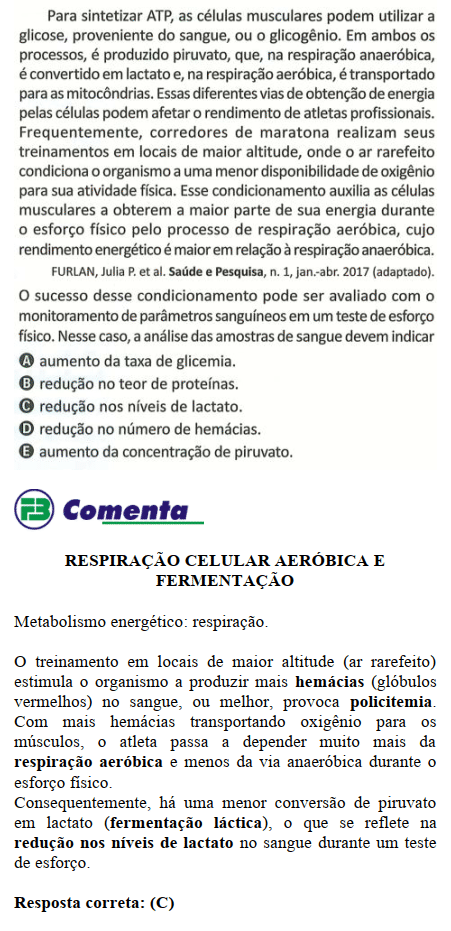 Para sintetizar ATP, as células musculares podem utilizar a
glicose, proveniente do sangue, ou o glicogênio. Em ambos os
processos, é produzido piruvato, que, na respiração anaeróbica,
é convertido em lactato e, na respiração aeróbica, é transportado
para as mitocôndrias. Essas diferentes vias de obtenção de energia
pelas células podem afetar o rendimento de atletas profissionais.
Frequentemente, corredores de maratona realizam seus
treinamentos em locais de maior altitude, onde o ar rarefeito
condiciona o organismo a uma menor disponibilidade de oxigênio
para sua atividade física. Esse condicionamento auxilia as células
musculares a obterem a maior parte de sua energia durante
o esforço físico pelo processo de respiração aeróbica, cujo
rendimento energético é maior em relação à respiração anaeróbica.
FURLAN, Julia P. et al. Saúde e Pesquisa, n. 1, jan.-abr. 2017 (adaptado).
O sucesso desse condicionamento pode ser avaliado com o
monitoramento de parâmetros sanguíneos em um teste de esforço
físico. Nesse caso, a análise das amostras de sangue devem indicar
A aumento da taxa de glicemia.
B redução no teor de proteínas.
C redução nos níveis de lactato.
D redução no número de hemácias.
E aumento da concentração de piruvato.
FB Comenta
RESPIRAÇÃO CELULAR AERÓBICA E
FERMENTAÇÃO
Metabolismo energético: respiração.
O treinamento em locais de maior altitude (ar rarefeito)
estimula o organismo a produzir mais hemácias (glóbulos
vermelhos) no sangue, ou melhor, provoca policitemia.
Com mais hemácias transportando oxigênio para os
músculos, o atleta passa a depender muito mais da
respiração aeróbica e menos da via anaeróbica durante o
esforço físico.
Consequentemente, há uma menor conversão de piruvato
em lactato (fermentação láctica), o que se reflete na
redução nos níveis de lactato no sangue durante um teste
de esforço.
Resposta correta: (C)